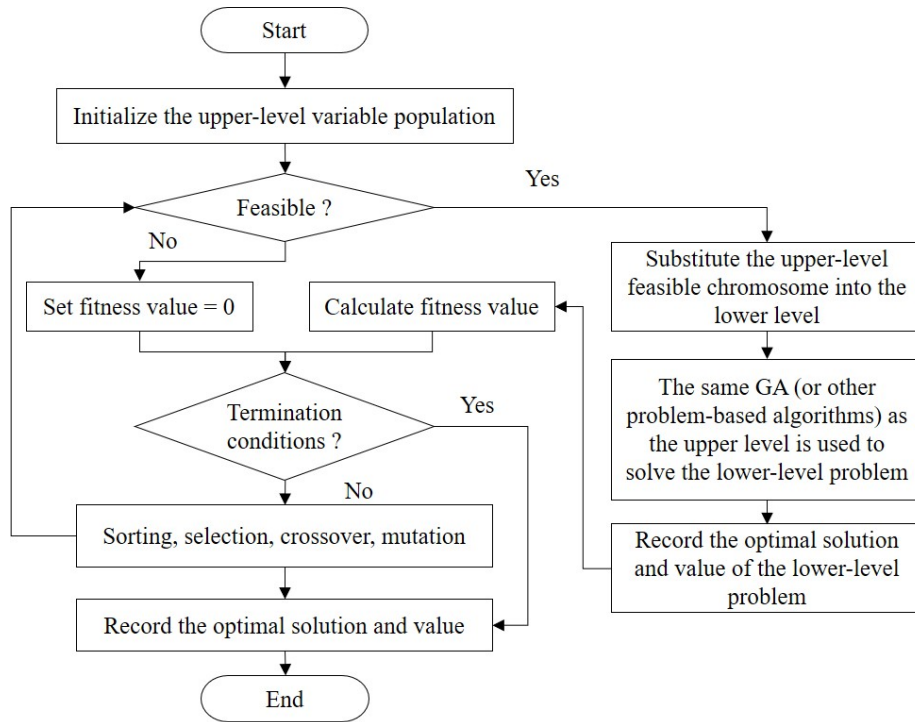 Start
Initialize the upper-level variable population
Yes
Feasible ?
No
Substitute the upper-level
feasible chromosome into the
lower level
Set fitness value = 0
Calculate fitness value
The same GA (or other
problem-based algorithms) as
the upper level is used to
solve the lower-level problem
Termination
conditions ?
Yes
No
Sorting, selection, crossover, mutation
Record the optimal solution
and value of the lower-level
problem
Record the optimal solution and value
End